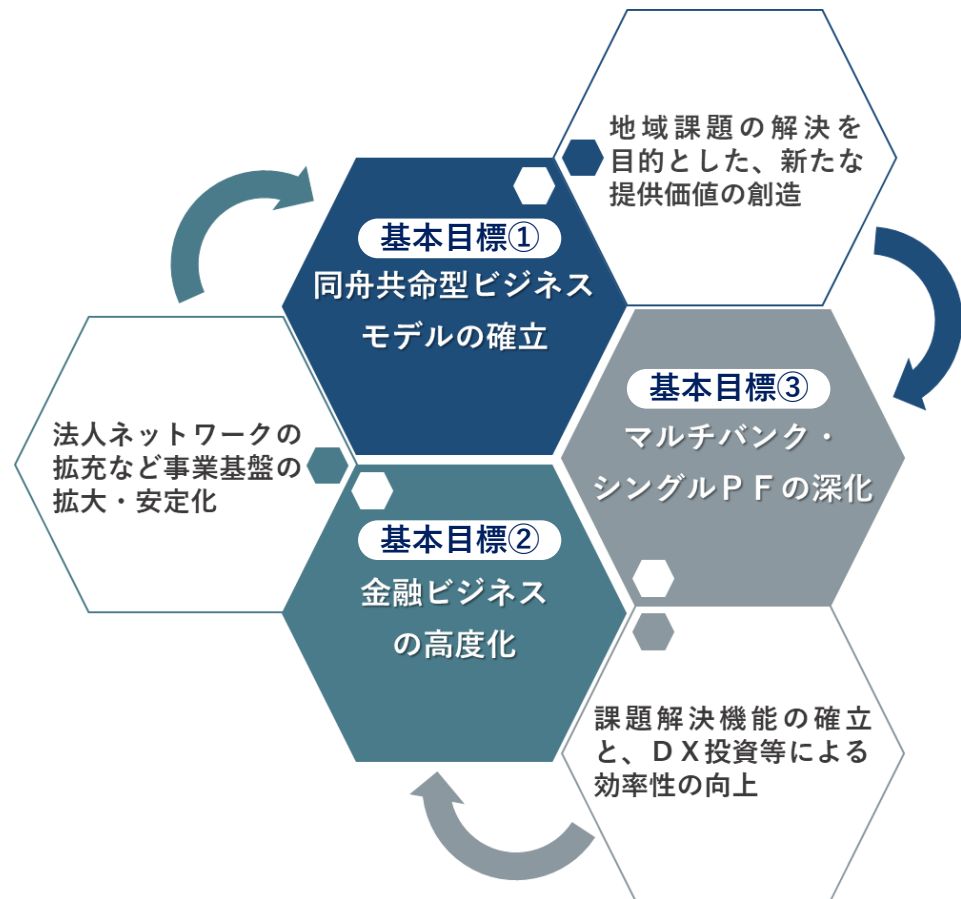 地域課題の解決を
目的とした、新たな
提供価値の創造
基本目標①
同舟共命型ビジネス
モデルの確立
基本目標③
マルチバンク・
シングルＰＦの深化
法人ネットワークの
拡充など事業基盤の
拡大・安定化
基本目標②
金融ビジネス
の高度化
課題解決機能の確立
と、ＤＸ投資等による
効率性の向上